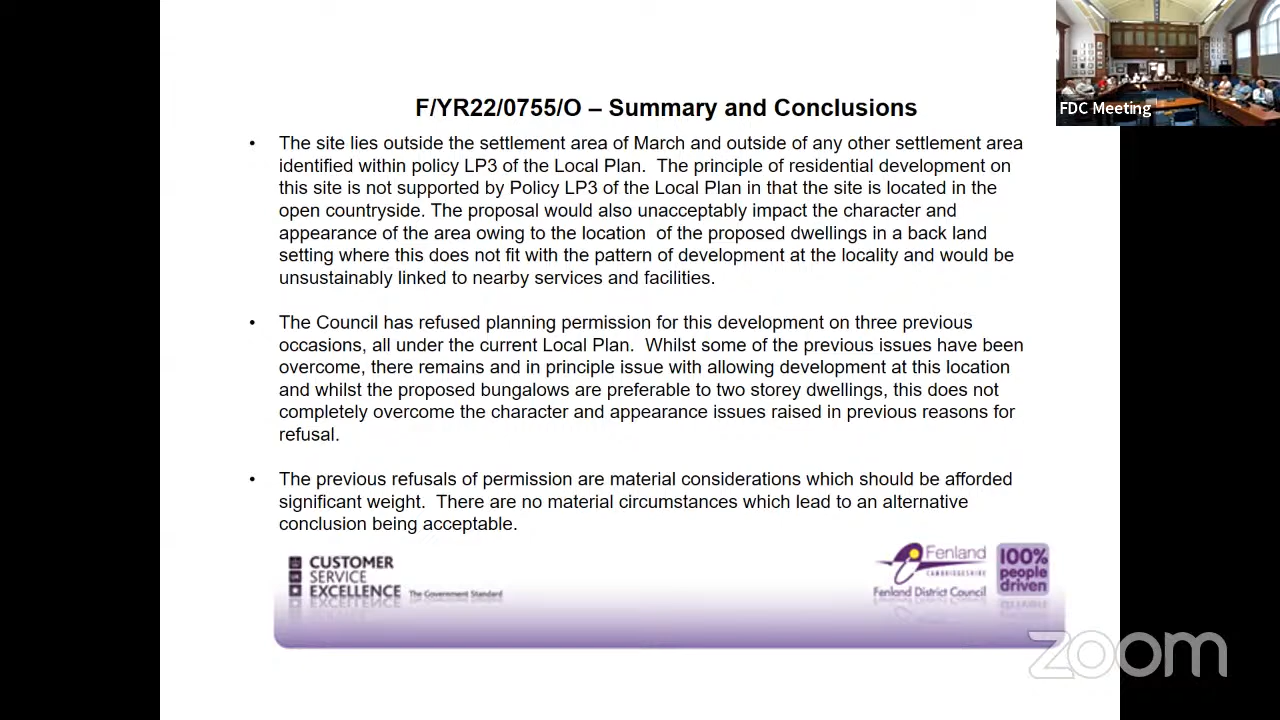 FDC Meeting
F/YR22/0755/O – Summary and Conclusions
• The site lies outside the settlement area of March and outside of any other settlement area
identified within policy LP3 of the Local Plan.  The principle of residential development on
this site is not supported by Policy LP3 of the Local Plan in that the site is located in the
open countryside. The proposal would also unacceptably impact the character and
appearance of the area owing to the location  of the proposed dwellings in a back land
setting where this does not fit with the pattern of development at the locality and would be
unsustainably linked to nearby services and facilities.
• The Council has refused planning permission for this development on three previous
occasions, all under the current Local Plan.  Whilst some of the previous issues have been
overcome, there remains and in principle issue with allowing development at this location
and whilst the proposed bungalows are preferable to two storey dwellings, this does not
completely overcome the character and appearance issues raised in previous reasons for
refusal.
• The previous refusals of permission are material considerations which should be afforded
significant weight.  There are no material circumstances which lead to an alternative
conclusion being acceptable.
CUSTOMER
SERVICE
EXCELLENCE The Government Standard
Fenland
CAMBRIDGESHIRE
Fenland District Council
100%
people
driven
zoom